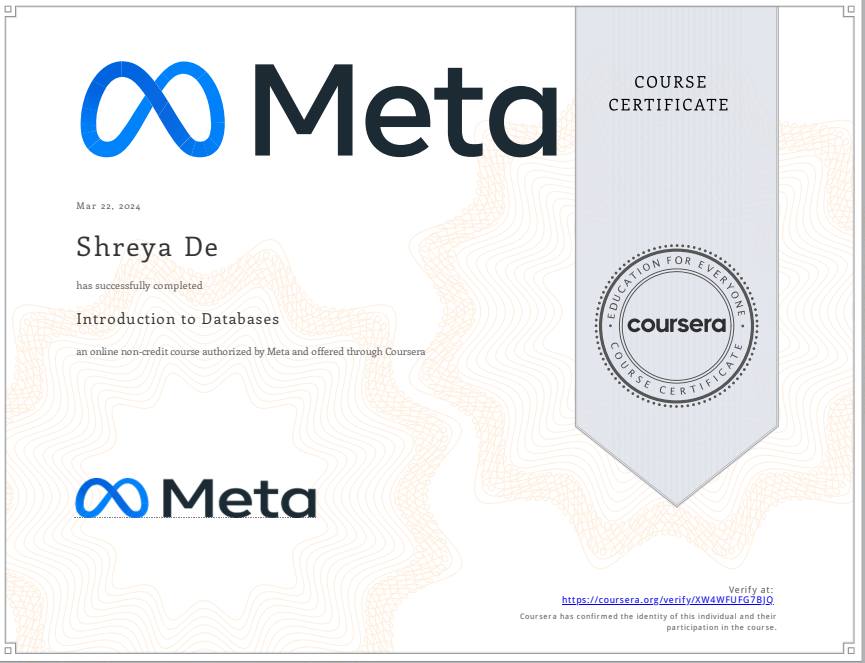 Meta
COURSE
CERTIFICATE
Mar 22, 2024
Shreya De
has successfully completed
Introduction to Databases
an online non-credit course authorized by Meta and offered through Coursera
EDUCATION FOR EVERYONE
coursera
COURSE CERTIFICATE
Meta
Verify at:
https://coursera.org/verify/XW4WFUFG7BJQ
Coursera has confirmed the identity of this individual and their
participation in the course.